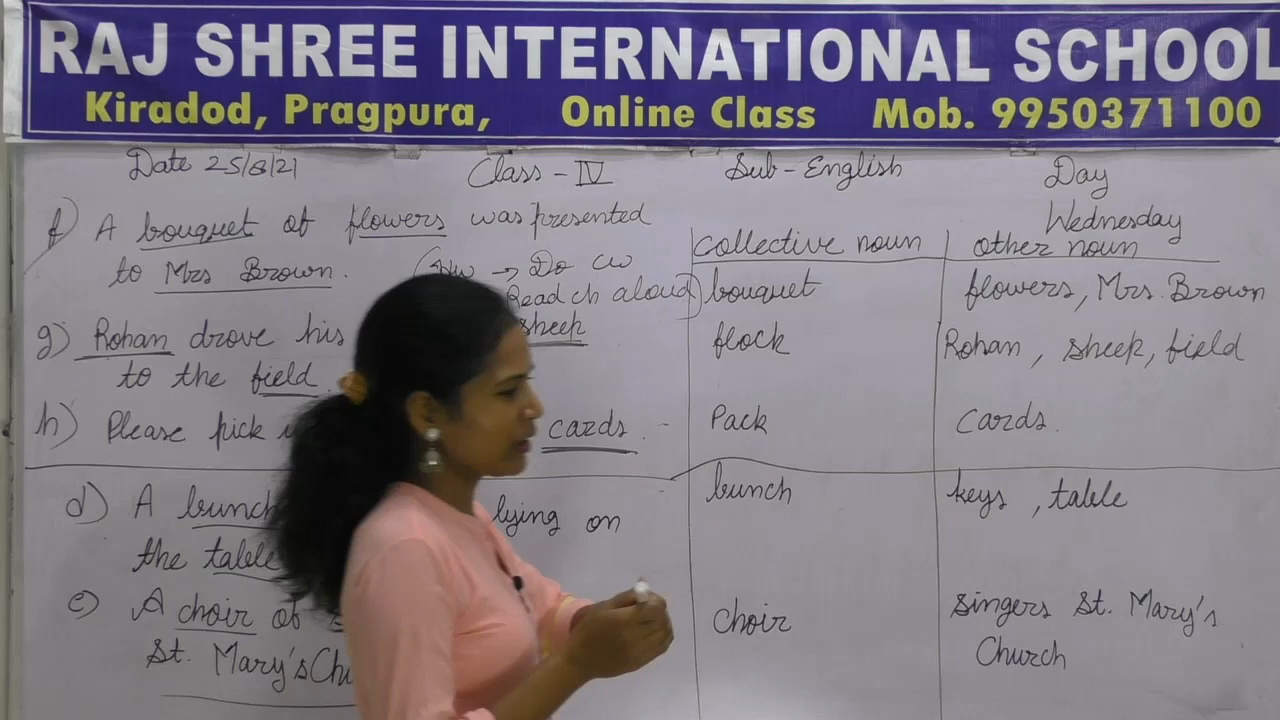 RAJ SHREE INTERNATIONAL SCHOOL
Kiradod, Pragpura, Online Class Mob. 9950371100
Date 25/8/21 Class - IV Sub - English Day
Wednesday
f) A bouquet of flowers was presented
to Mrs Brown.
(HW → Do CW
Read ch aloud)
g) Rohan drove his sheep
to the field.
h) Please pick cards.
d) A bunch lying on
the table
e) A choir of
St. Mary's
collective noun other noun
bouquet flowers, Mrs. Brown
flock Rohan, sheep, field
Pack cards.
bunch keys, table
choir singers St. Mary's
Church